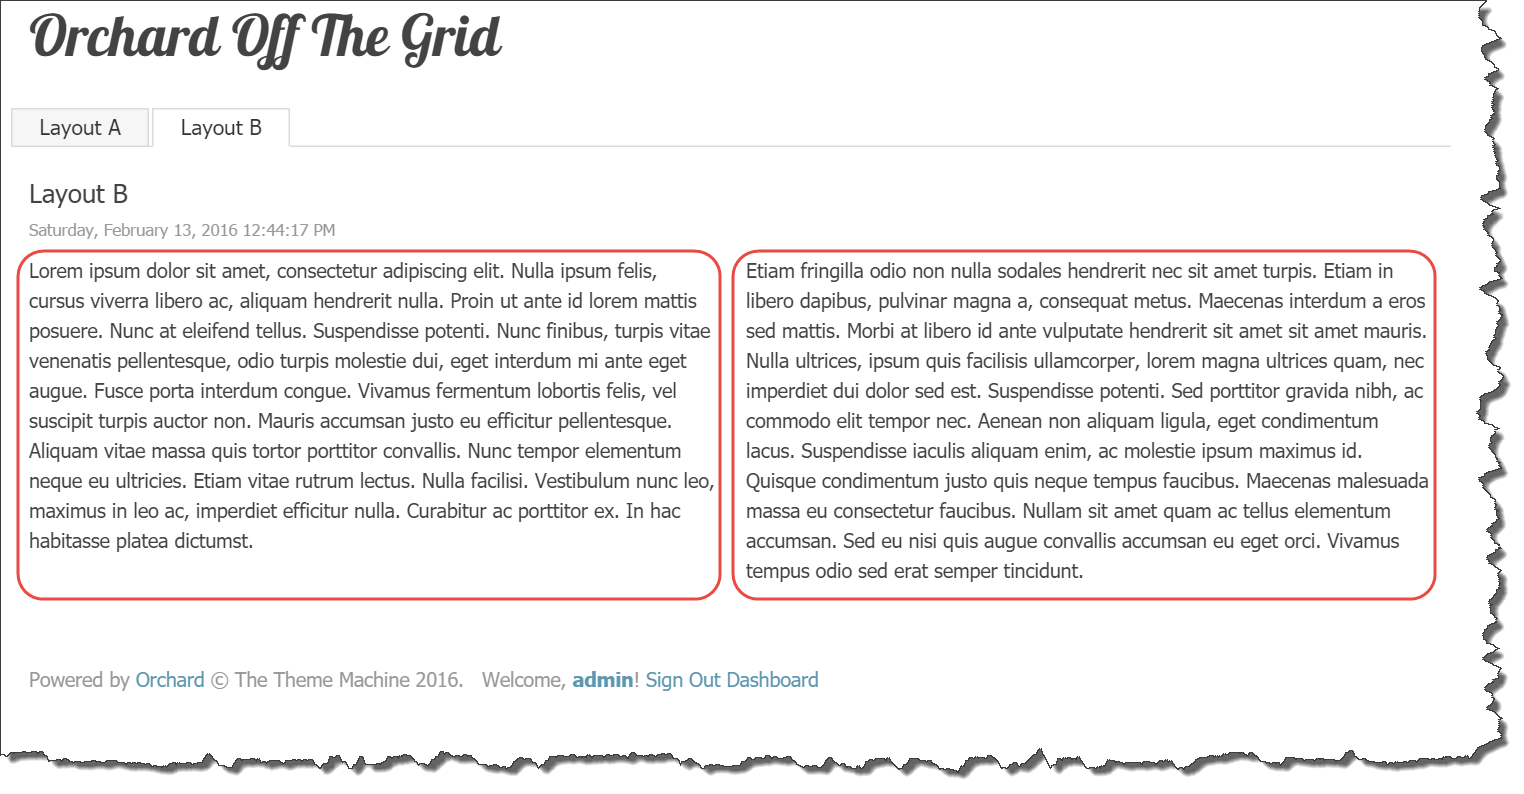 Orchard Off The Grid
Layout A
Layout B
Layout B
Saturday, February 13, 2016 12:44:17 PM
Lorem ipsum dolor sit amet, consectetur adipiscing elit. Nulla ipsum felis,
cursus viverra libero ac, aliquam hendrerit nulla. Proin ut ante id lorem mattis
posuere. Nunc at eleifend tellus. Suspendisse potenti. Nunc finibus, turpis vitae
venenatis pellentesque, odio turpis molestie dui, eget interdum mi ante eget
augue. Fusce porta interdum congue. Vivamus fermentum lobortis felis, vel
suscipit turpis auctor non. Mauris accumsan justo eu efficitur pellentesque.
Aliquam vitae massa quis tortor porttitor convallis. Nunc tempor elementum
neque eu ultricies. Etiam vitae rutrum lectus. Nulla facilisi. Vestibulum nunc leo,
maximus in leo ac, imperdiet efficitur nulla. Curabitur ac porttitor ex. In hac
habitasse platea dictumst.
Etiam fringilla odio non nulla sodales hendrerit nec sit amet turpis. Etiam in
libero dapibus, pulvinar magna a, consequat metus. Maecenas interdum a eros
sed mattis. Morbi at libero id ante vulputate hendrerit sit amet sit amet mauris.
Nulla ultrices, ipsum quis facilisis ullamcorper, lorem magna ultrices quam, nec
imperdiet dui dolor sed est. Suspendisse potenti. Sed porttitor gravida nibh, ac
commodo elit tempor nec. Aenean non aliquam ligula, eget condimentum
lacus. Suspendisse iaculis aliquam enim, ac molestie ipsum maximus id.
Quisque condimentum justo quis neque tempus faucibus. Maecenas malesuada
massa eu consectetur faucibus. Nullam sit amet quam ac tellus elementum
accumsan. Sed eu nisi quis augue convallis accumsan eu eget orci. Vivamus
tempus odio sed erat semper tincidunt.
Powered by Orchard © The Theme Machine 2016. Welcome, admin! Sign Out Dashboard